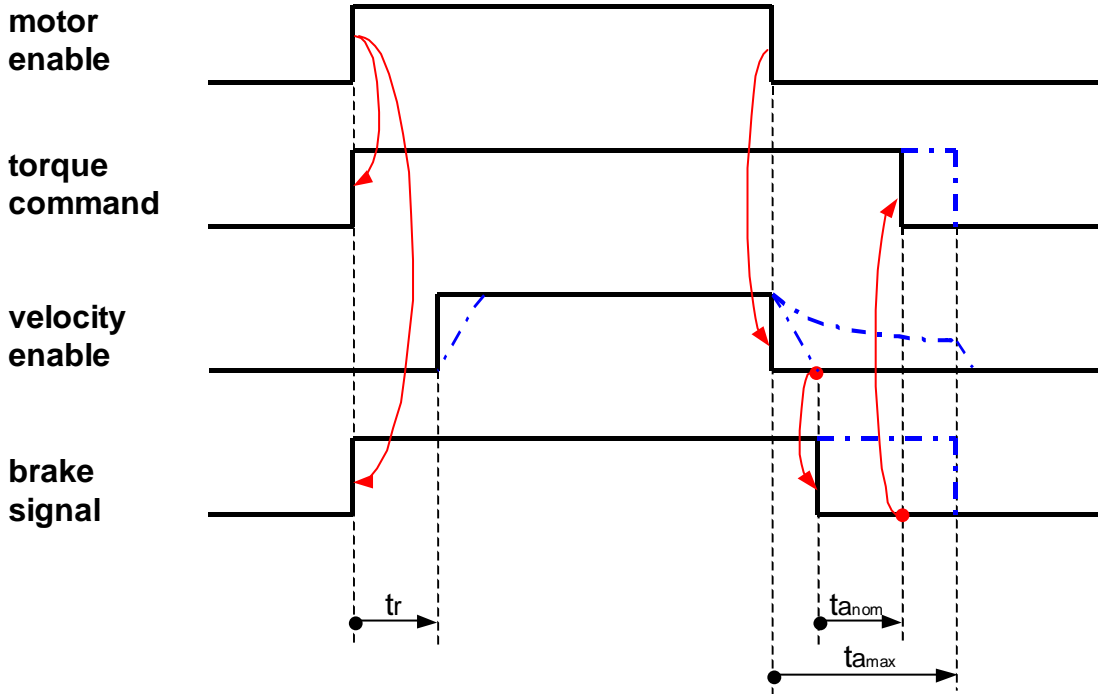 motor
enable
torque
command
velocity
enable
brake
signal
tr
tanom
tamax